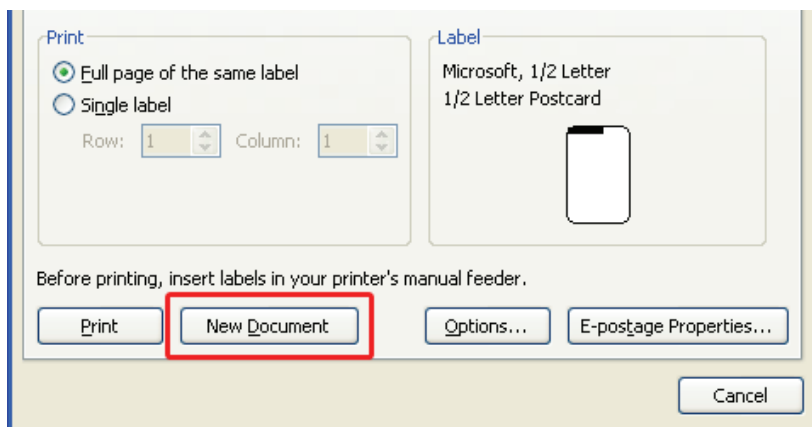 Print
Full page of the same label
Single label
Row: 1 Column: 1
Label
Microsoft, 1/2 Letter
1/2 Letter Postcard
Before printing, insert labels in your printer's manual feeder.
Print New Document Options... E-postage Properties...
Cancel